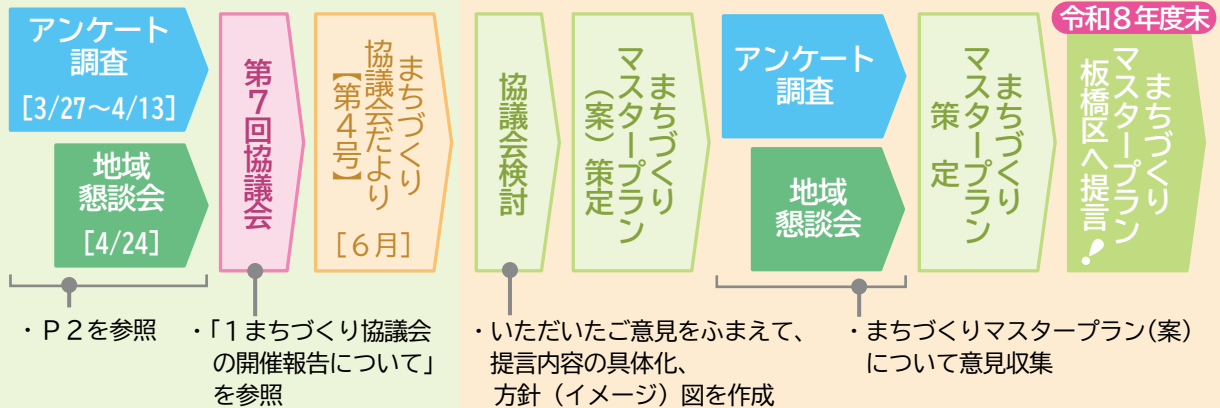 アンケート
調査
[3/27～4/13]
地域
懇談会
[4/24]
第7回協議会
まちづくり
協議会だより
【第4号】
[6月]
協議会検討
まちづくり
マスタープラン
(案)策定
アンケート
調査
地域
懇談会
まちづくり
マスタープラン
策 定
令和8年度末
まちづくり
マスタープラン
板橋区へ提言!
・P2を参照
・「1まちづくり協議会
の開催報告について」
を参照
・いただいたご意見をふまえて、
提言内容の具体化、
方針(イメージ)図を作成
・まちづくりマスタープラン(案)
について意見収集